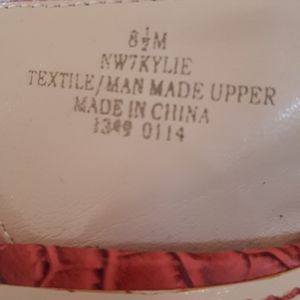 8½M
NW7KYLIE
TEXTILE/MAN MADE UPPER
MADE IN CHINA
0114